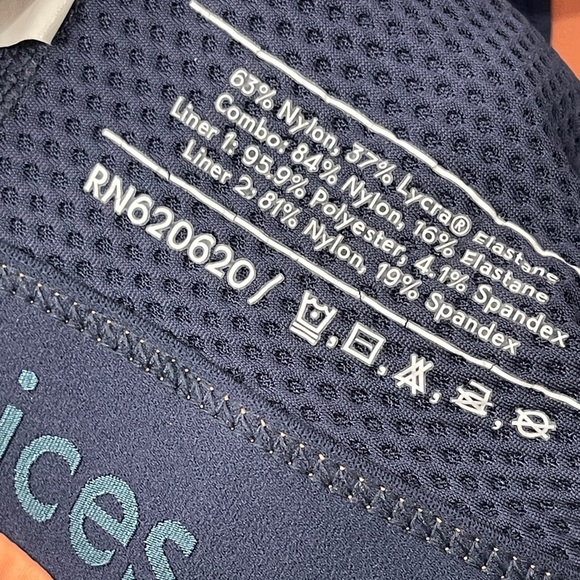 63% Nylon, 37% Lycra® Elastane
Combo: 84% Nylon, 16% Elastane
Liner 1: 95.9% Polyester, 4.1% Spandex
Liner 2: 81% Nylon, 19% Spandex
RN620620 /
ices